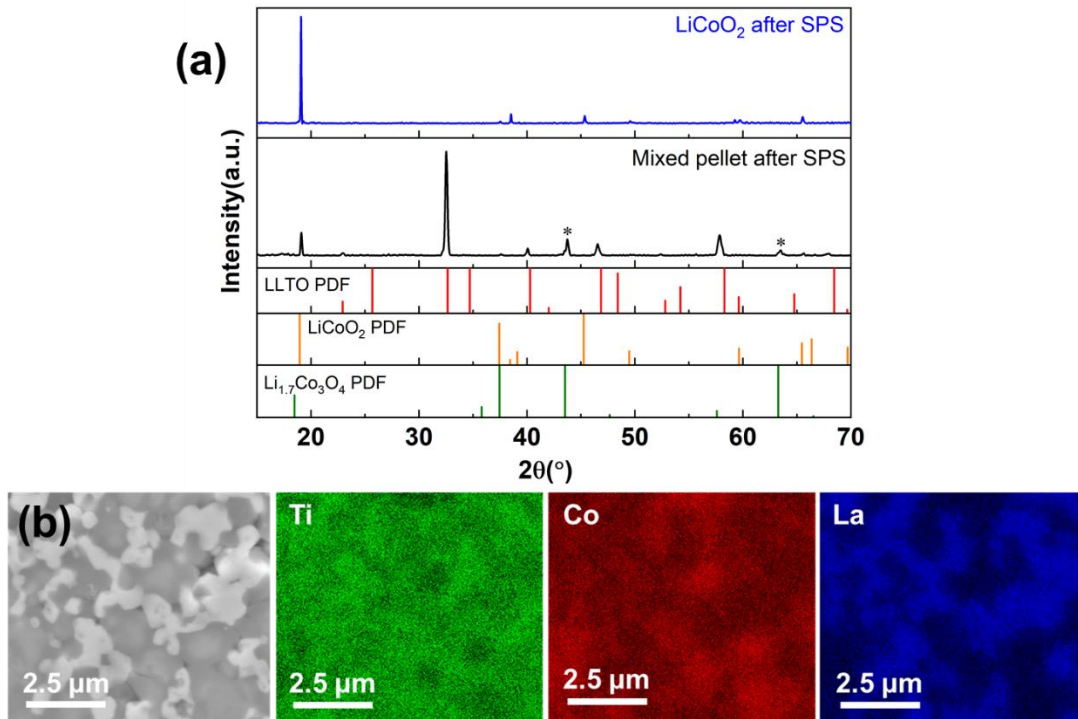 (a)
LiCoO₂ after SPS
Mixed pellet after SPS
*
*
Intensity(a.u.)
LLTO PDF
LiCoO₂ PDF
Li₁.₇Co₃O₄ PDF
20 30 40 50 60 70
2θ(°)
(b)
Ti
Co
La
2.5 µm
2.5 µm
2.5 µm
2.5 µm